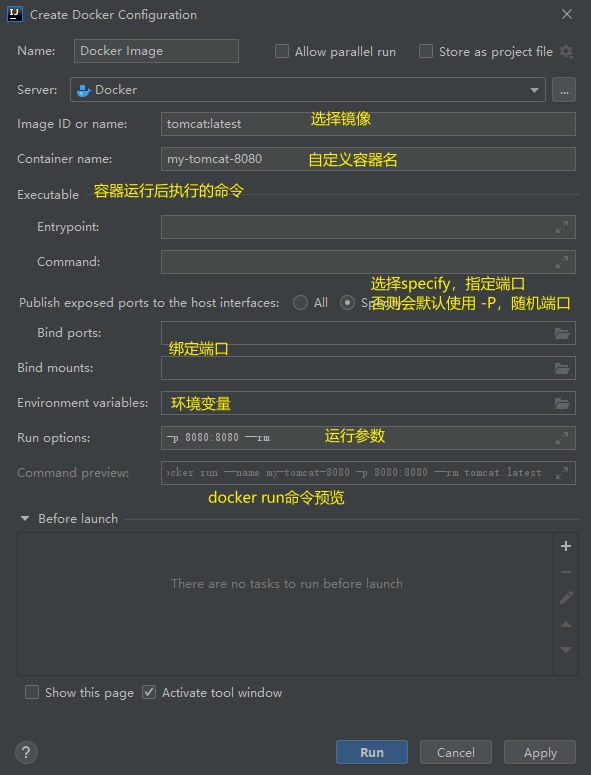 Create Docker Configuration
Name: Docker Image Allow parallel run Store as project file
Server: Docker ...
Image ID or name: tomcat:latest 选择镜像
Container name: my-tomcat-8080 自定义容器名
Executable 容器运行后执行的命令
Entrypoint:
Command:
选择specify，指定端口
Publish exposed ports to the host interfaces: All 否则会默认使用 -P，随机端口
Bind ports:
绑定端口
Bind mounts:
Environment variables: 环境变量
Run options: -p 8080:8080 --rm 运行参数
Command preview: ocker run --name my-tomcat-8080 -p 8080:8080 --rm tomcat:latest
docker run命令预览
Before launch
There are no tasks to run before launch
Show this page Activate tool window
? Run Cancel Apply